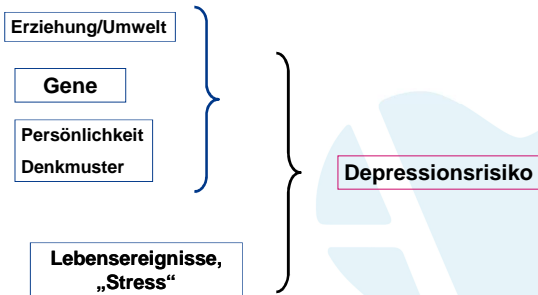 Erziehung/Umwelt
Gene
Persönlichkeit
Denkmuster
Lebensereignisse,
„Stress“
Depressionsrisiko